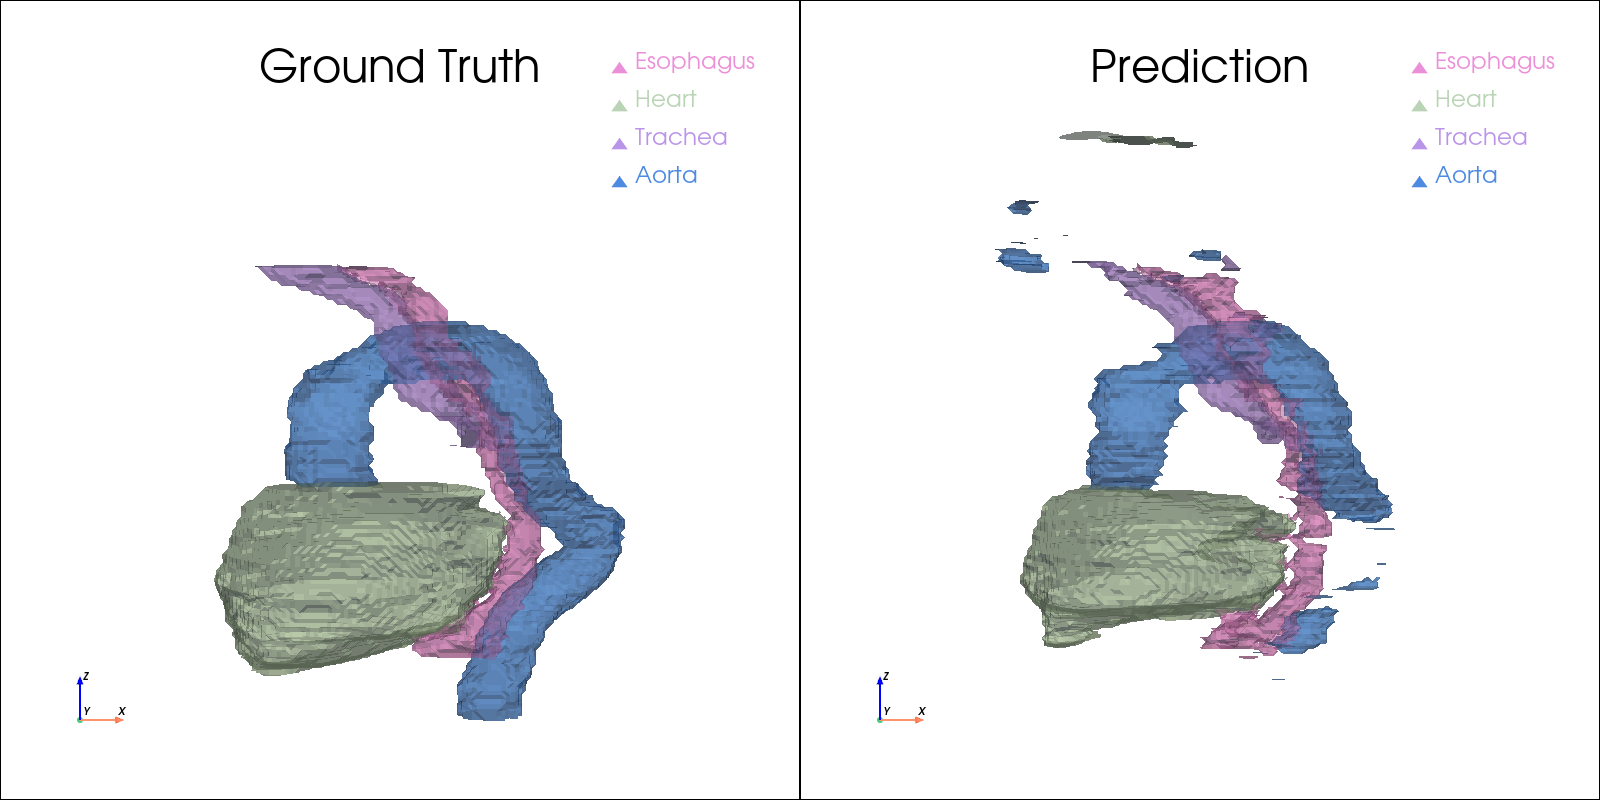 Ground Truth
Esophagus
Heart
Trachea
Aorta
Z
Y X
Prediction
Esophagus
Heart
Trachea
Aorta
Z
Y X